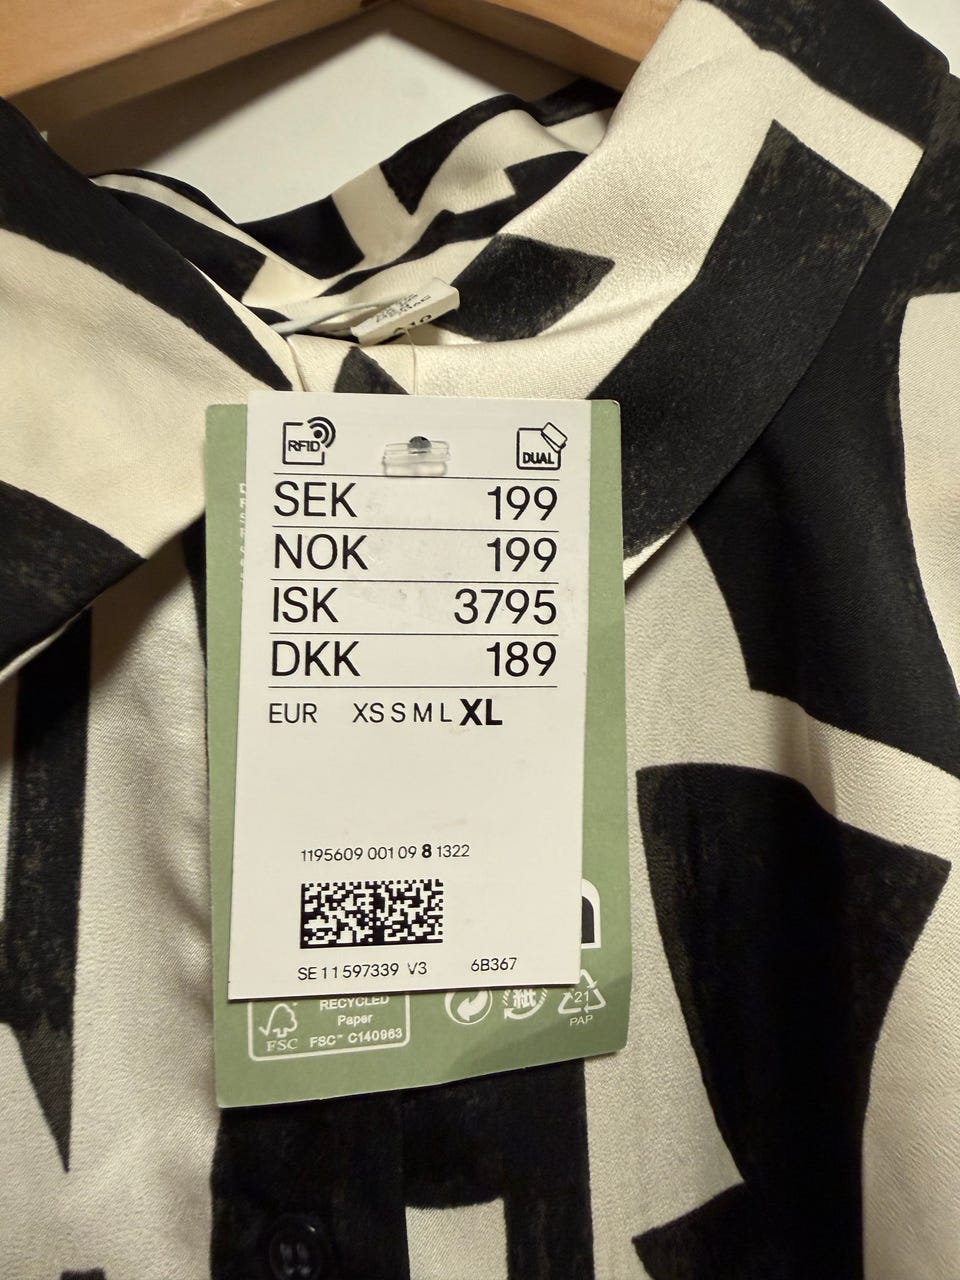 RFID
DUAL
SEK 199
NOK 199
ISK 3795
DKK 189
EUR XS S M L XL
1195609 001 09 8 1322
SE 11 597339 V3 6B367
RECYCLED
Paper
FSC
FSC™ C140963
紙
21
PAP